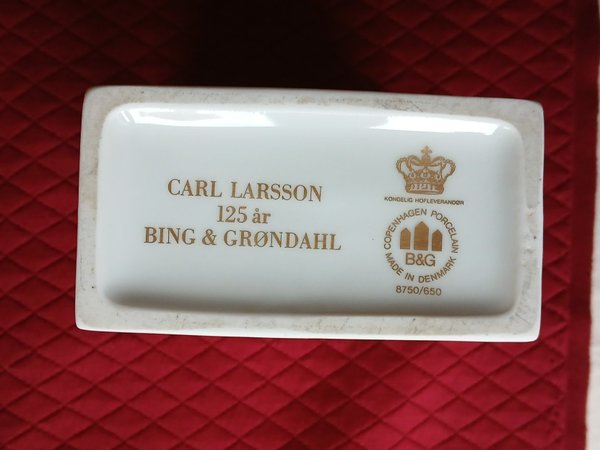 CARL LARSSON
125 år
BING & GRØNDAHL
KONGELIG HOFLEVERANDØR
COPENHAGEN PORCELAIN
B&G
MADE IN DENMARK
8750/650